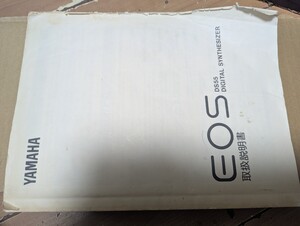 YAMAHA
EOS
DS55
DIGITAL SYNTHESIZER
取扱説明書